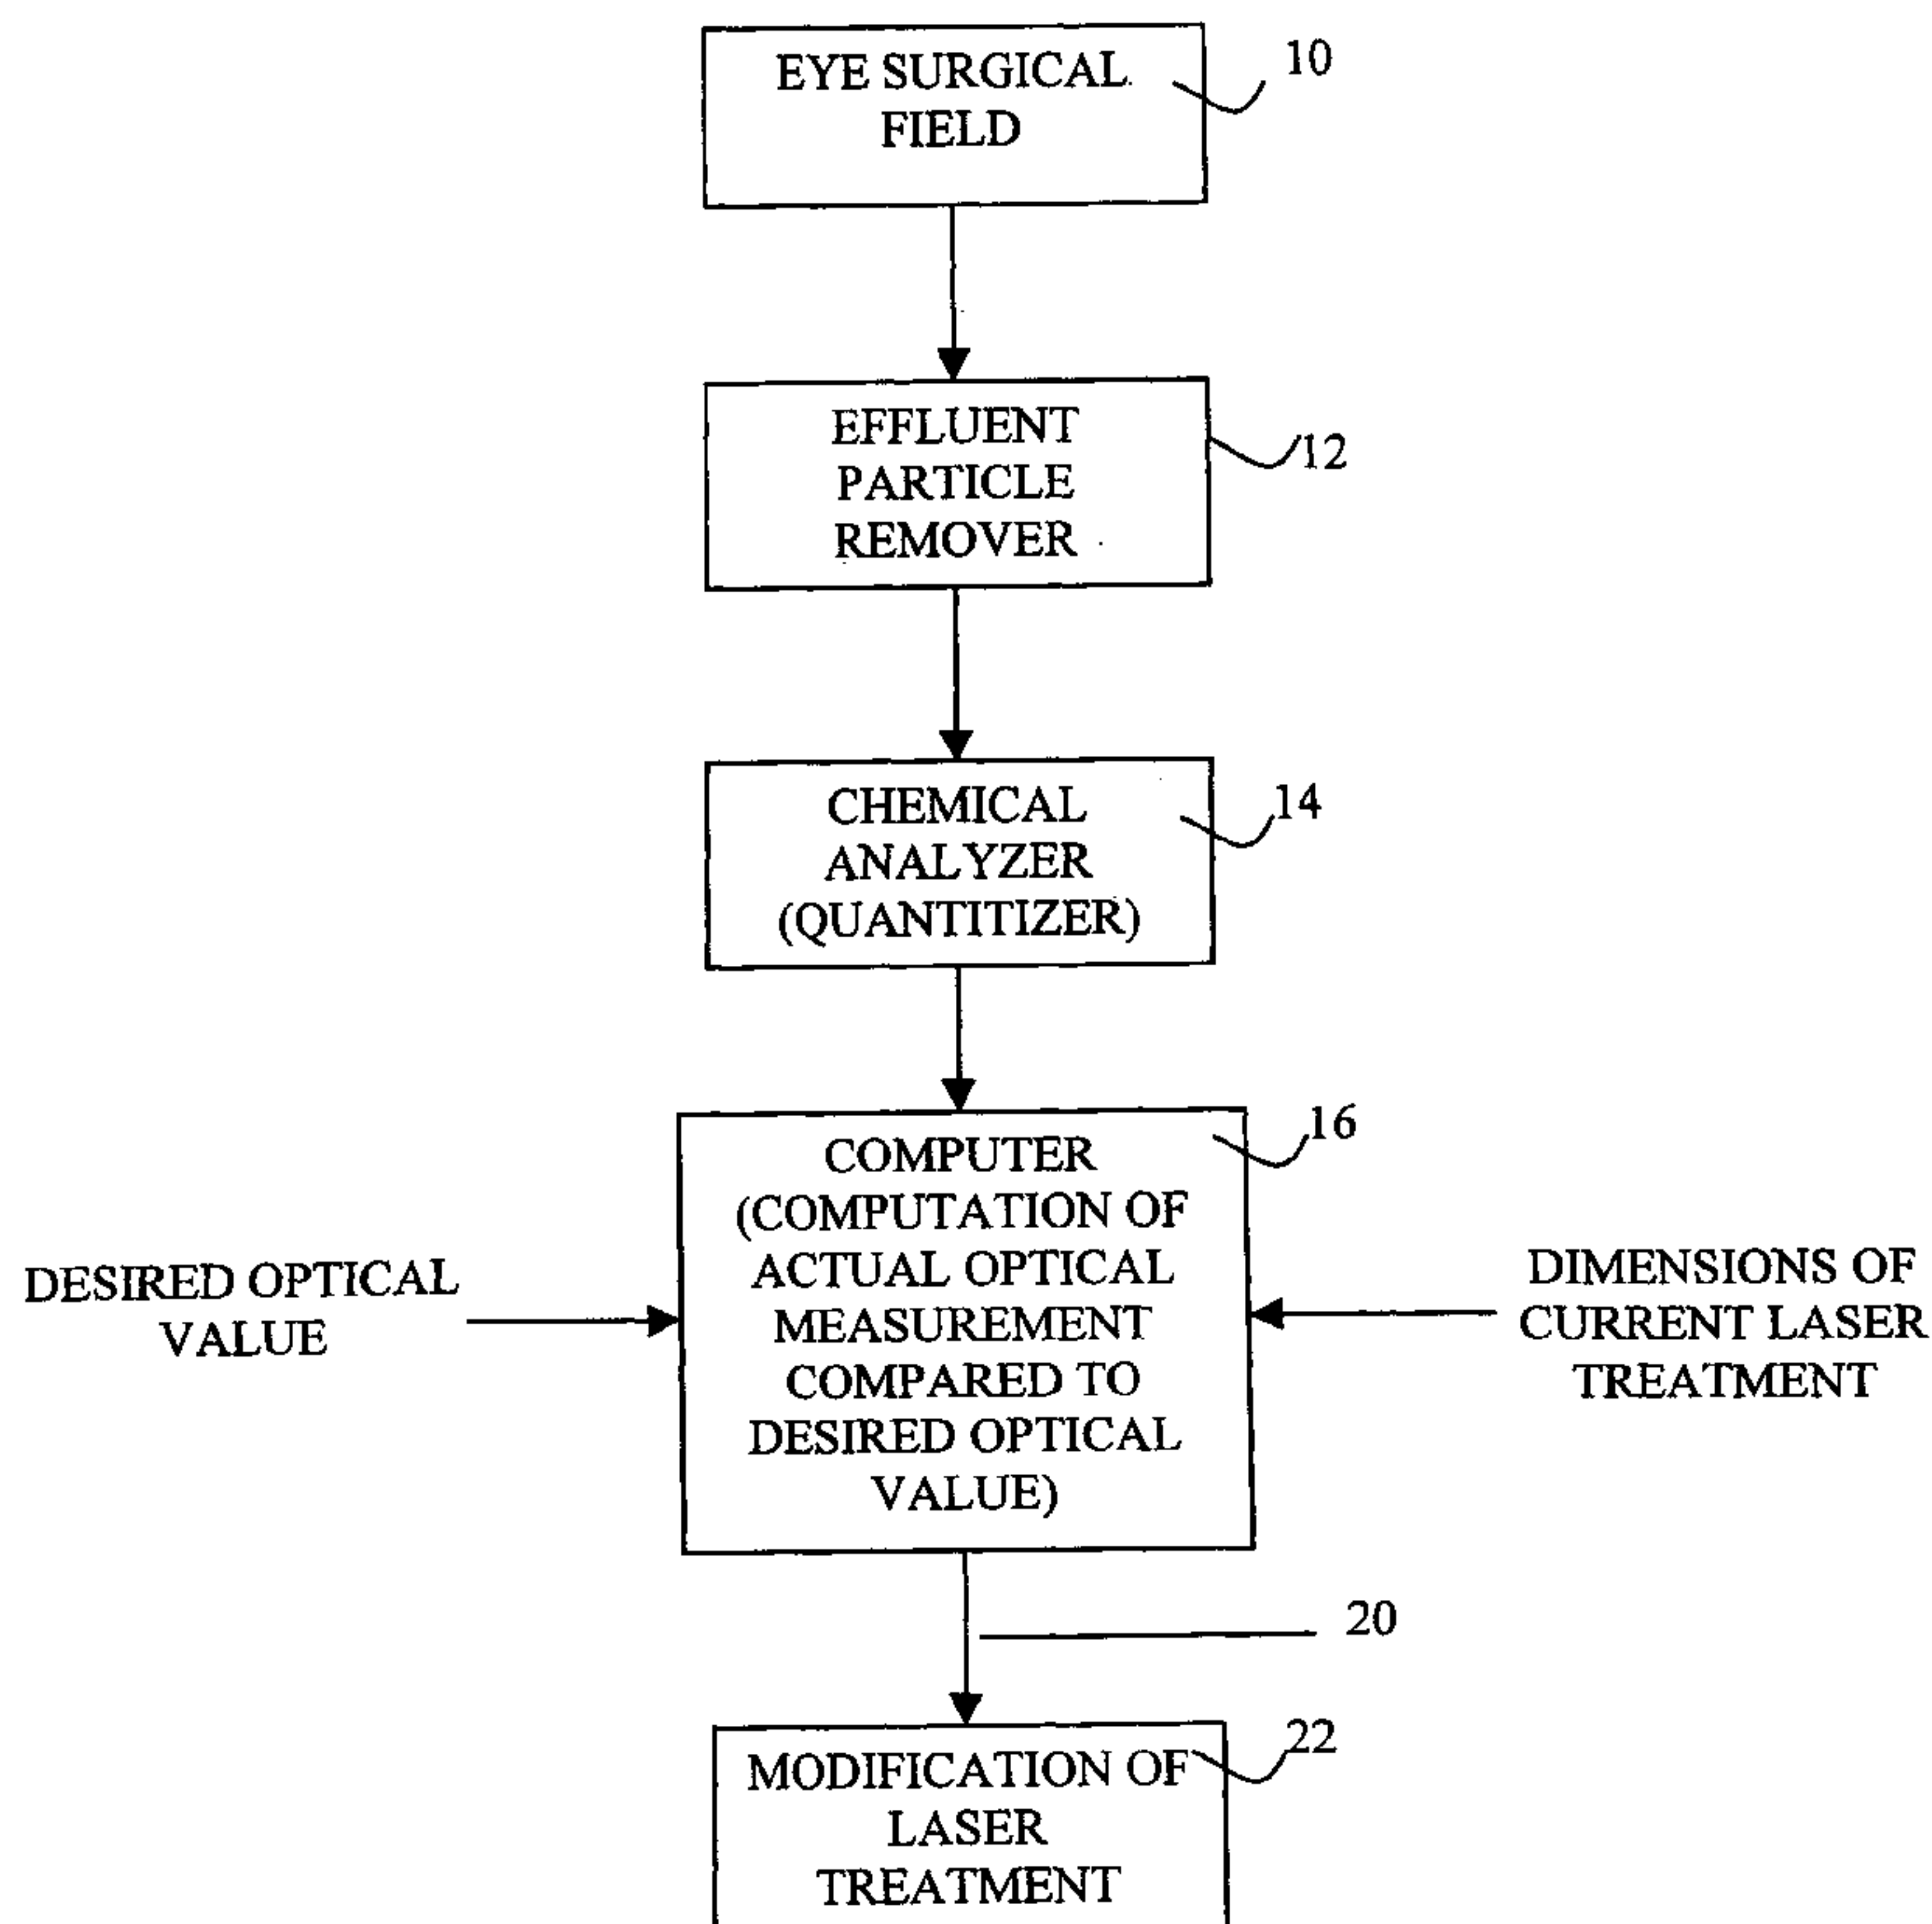 EYE SURGICAL
FIELD
10
EFFLUENT
PARTICLE
REMOVER
12
CHEMICAL
ANALYZER
(QUANTITIZER)
14
COMPUTER
(COMPUTATION OF
ACTUAL OPTICAL
MEASUREMENT
COMPARED TO
DESIRED OPTICAL
VALUE)
16
DESIRED OPTICAL
VALUE
DIMENSIONS OF
CURRENT LASER
TREATMENT
20
MODIFICATION OF
LASER
TREATMENT
22